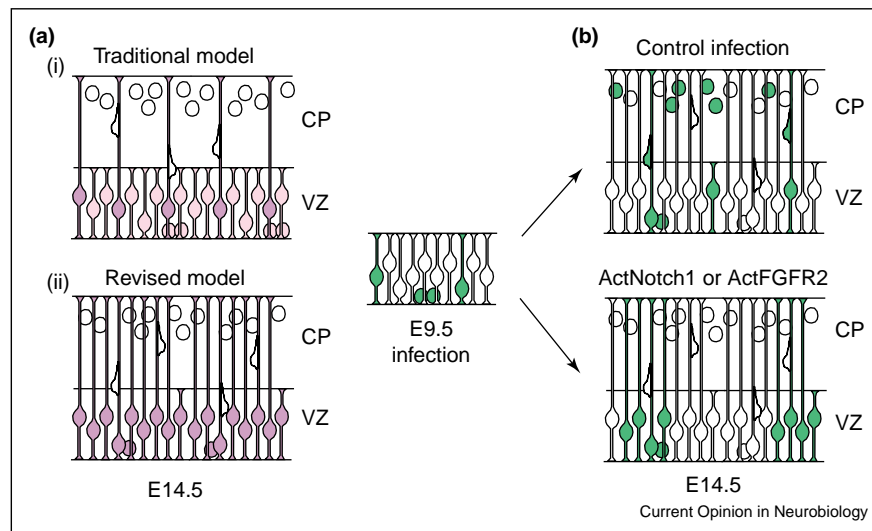 (a)
Traditional model
(i)
CP
VZ
Revised model
(ii)
CP
VZ
E14.5
E9.5
infection
(b)
Control infection
CP
VZ
ActNotch1 or ActFGFR2
CP
VZ
E14.5
Current Opinion in Neurobiology